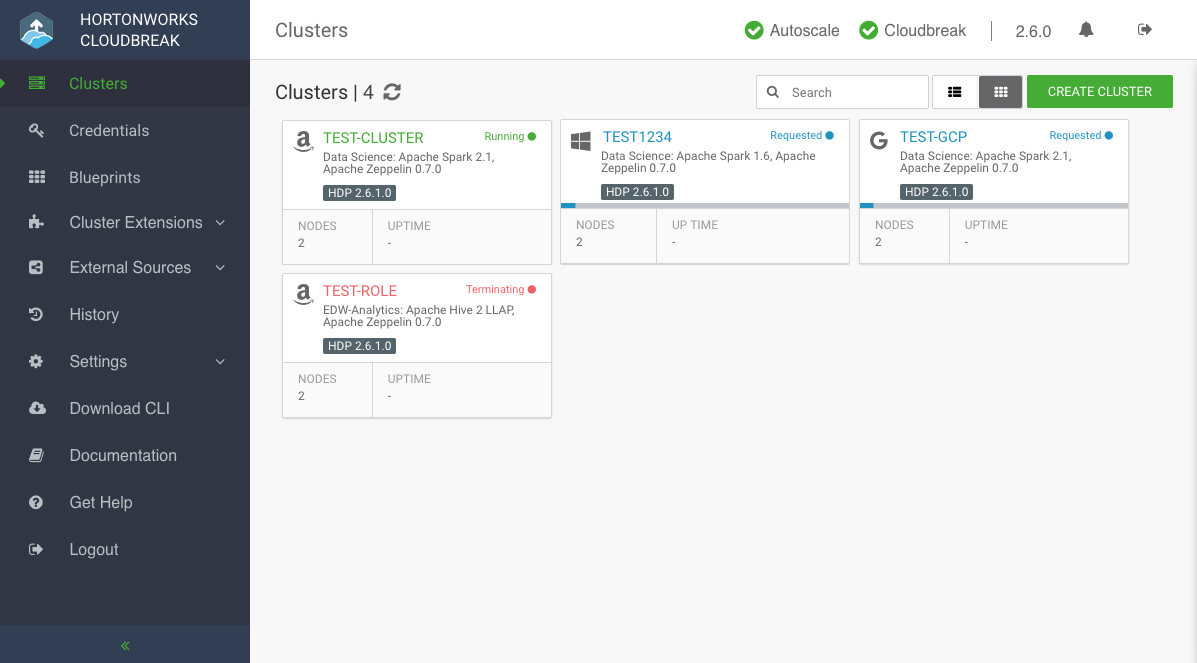 HORTONWORKS
CLOUDBREAK
Clusters
Autoscale
Cloudbreak
2.6.0
Clusters
Credentials
Blueprints
Cluster Extensions
External Sources
History
Settings
Download CLI
Documentation
Get Help
Logout
Clusters | 4
Search
CREATE CLUSTER
TEST-CLUSTER
Running
Data Science: Apache Spark 2.1,
Apache Zeppelin 0.7.0
HDP 2.6.1.0
NODES
2
UPTIME
-
TEST1234
Requested
Data Science: Apache Spark 1.6, Apache
Zeppelin 0.7.0
HDP 2.6.1.0
NODES
2
UP TIME
-
TEST-GCP
Requested
Data Science: Apache Spark 2.1,
Apache Zeppelin 0.7.0
HDP 2.6.1.0
NODES
2
UPTIME
-
TEST-ROLE
Terminating
EDW-Analytics: Apache Hive 2 LLAP,
Apache Zeppelin 0.7.0
HDP 2.6.1.0
NODES
2
UPTIME
-